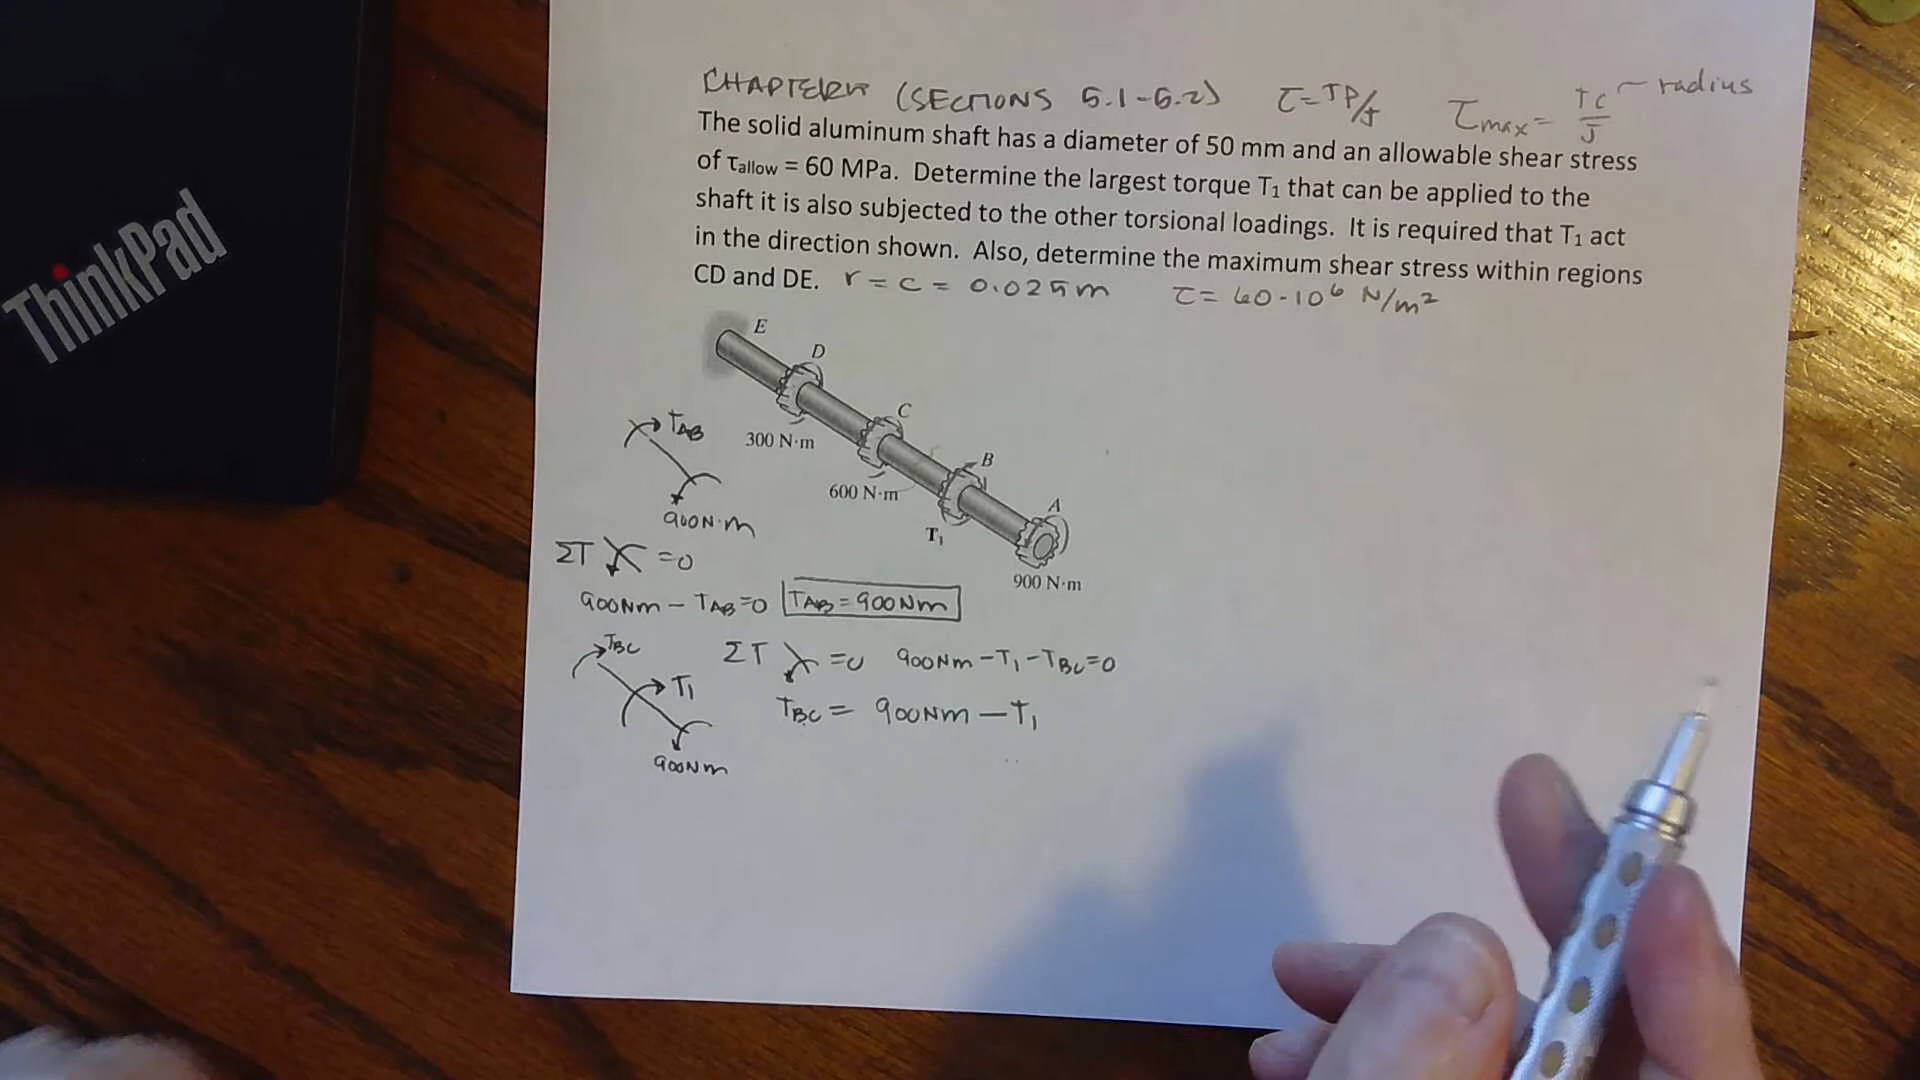 ThinkPad
CHAPTER 5 (SECTIONS 5.1-5.2) τ=Tρ/J τmax= Tc/J ~ radius
The solid aluminum shaft has a diameter of 50 mm and an allowable shear stress
of τallow = 60 MPa. Determine the largest torque T1 that can be applied to the
shaft it is also subjected to the other torsional loadings. It is required that T1 act
in the direction shown. Also, determine the maximum shear stress within regions
CD and DE. r = c = 0.025m τ = 60·10⁶ N/m²
E
D
C
B
A
300 N·m
600 N·m
T1
900 N·m
TAB
900N·m
ΣT =0
900Nm - TAB=0 TAB=900Nm
TBC
T1
900Nm
ΣT =0 900Nm-T1-TBC=0
TBC = 900Nm - T1